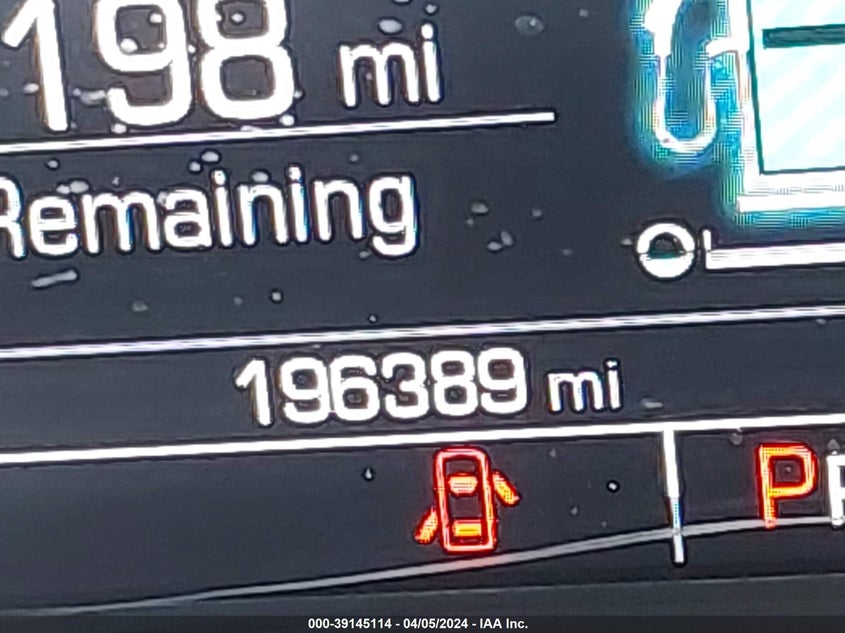 198 mi
Remaining
196389 mi
P
000-39145114 - 04/05/2024 - IAA Inc.